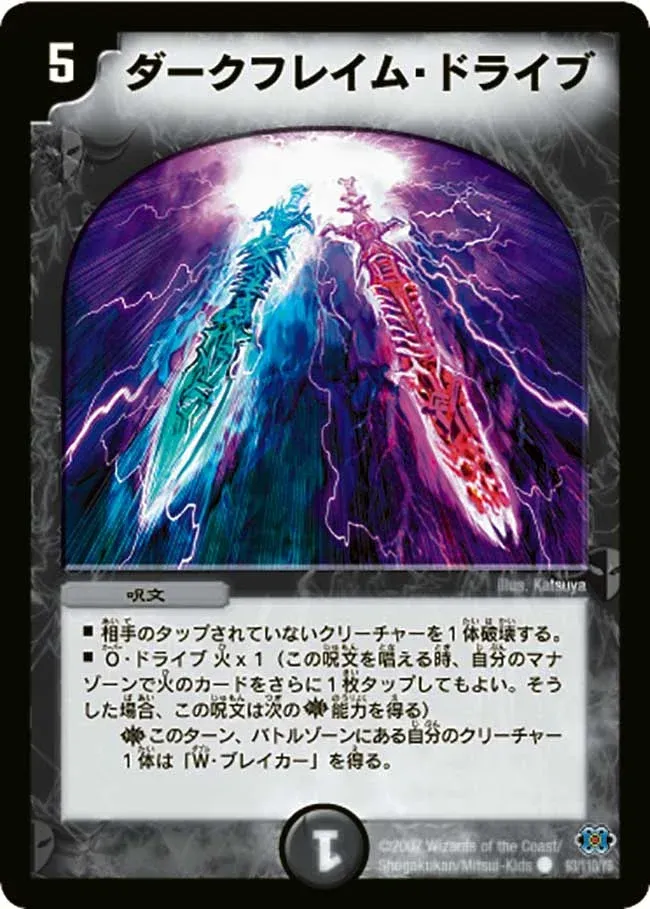 5
ダークフレイム・ドライブ
illus. Katsuya
呪文
■ 相手のタップされていないクリーチャーを1体破壊する。
■ O・ドライブ 火x1（この呪文を唱える時、自分のマナ
ゾーンで火のカードをさらに1枚タップしてもよい。そう
した場合、この呪文は次の能力を得る）
このターン、バトルゾーンにある自分のクリーチャー
1体は「W・ブレイカー」を得る。
1
©2007 Wizards of the Coast/
Shogakukan/Mitsui-Kids